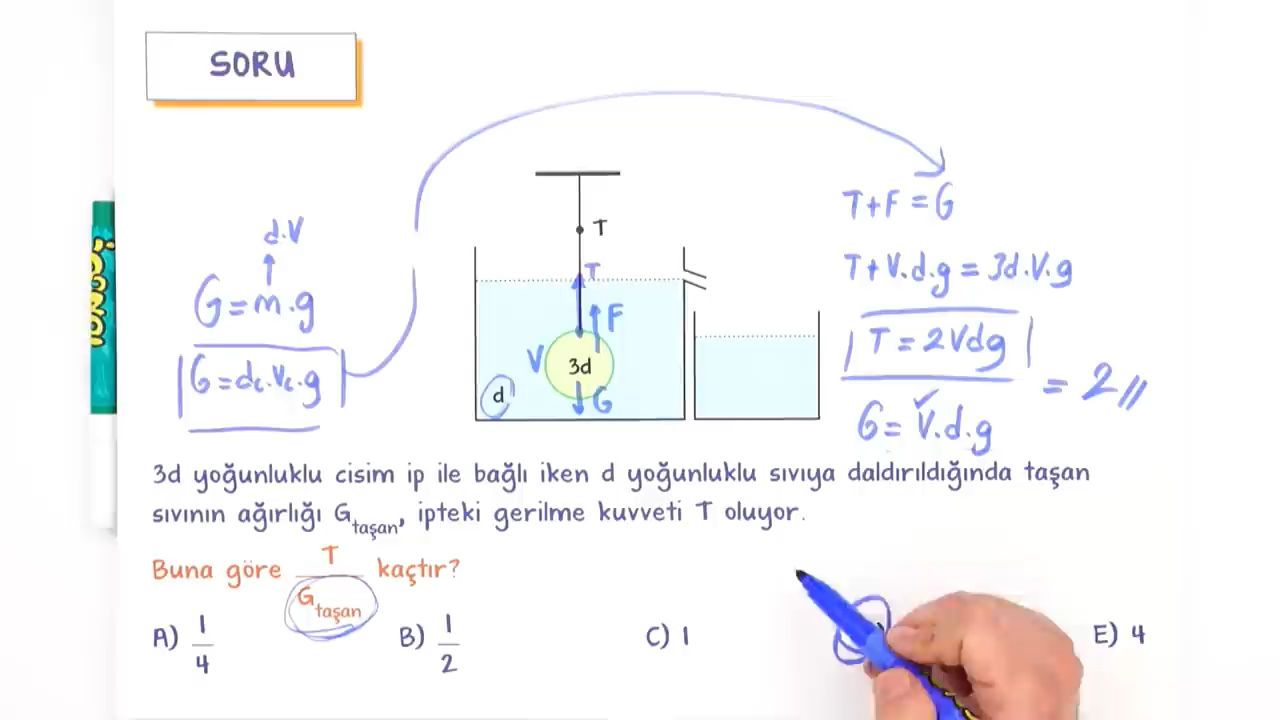 SORU
d.V
G = m.g
G = dc.Vc.g
T
T
F
V
3d
G
d
T+F = G
T+V.d.g = 3d.V.g
T = 2Vdg
= 2 //
G = V.d.g
3d yoğunluklu cisim ip ile bağlı iken d yoğunluklu sıvıya daldırıldığında taşan
sıvının ağırlığı Gtaşan, ipteki gerilme kuvveti T oluyor.
Buna göre T/Gtaşan kaçtır?
A) 1/4
B) 1/2
C) 1
E) 4